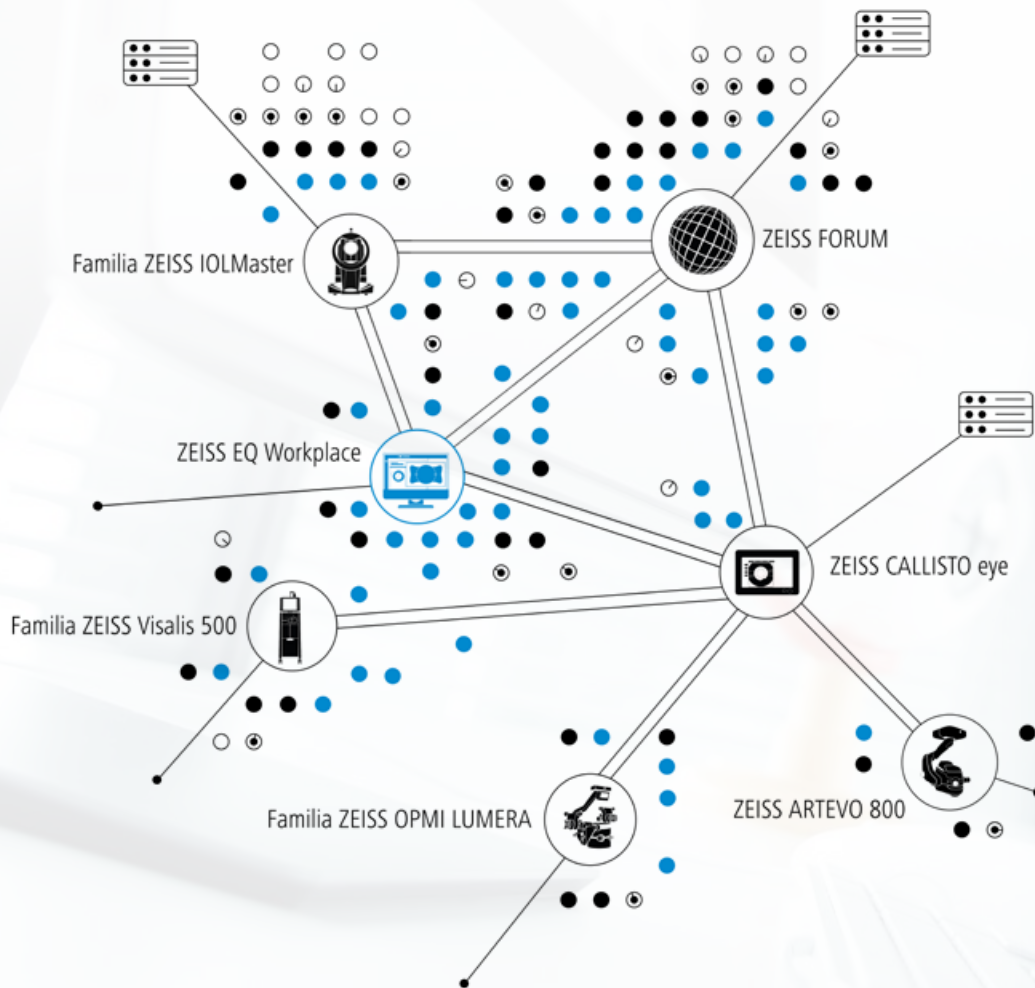 ZEISS FORUM
Familia ZEISS IOLMaster
ZEISS EQ Workplace
ZEISS CALLISTO eye
Familia ZEISS Visalis 500
ZEISS ARTEVO 800
Familia ZEISS OPMI LUMERA